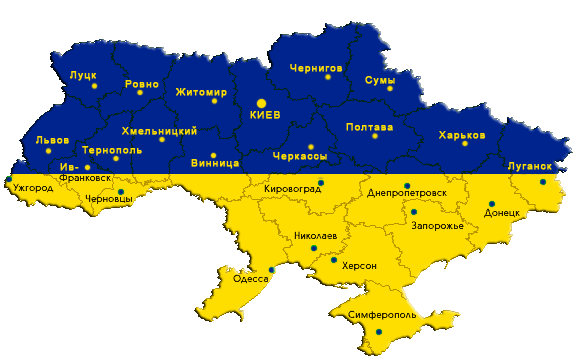 Чернигов
Луцк
Ровно
Сумы
Житомир
КИЕВ
Хмельницкий
Полтава
Львов
Харьков
Тернополь
Винница
Черкассы
Ив-
Франковск
Луганск
Ужгород
Кировоград
Днепропетровск
Черновцы
Донецк
Запорожье
Николаев
Херсон
Одесса
Симферополь